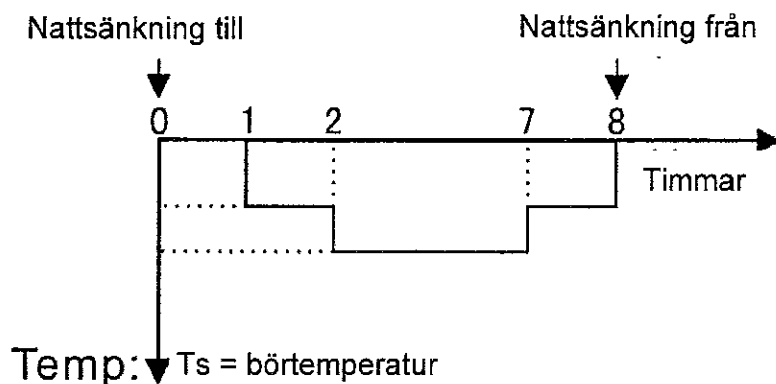 Nattsänkning till
Nattsänkning från
0 1 2 7 8
Timmar
Temp: Ts = börtemperatur